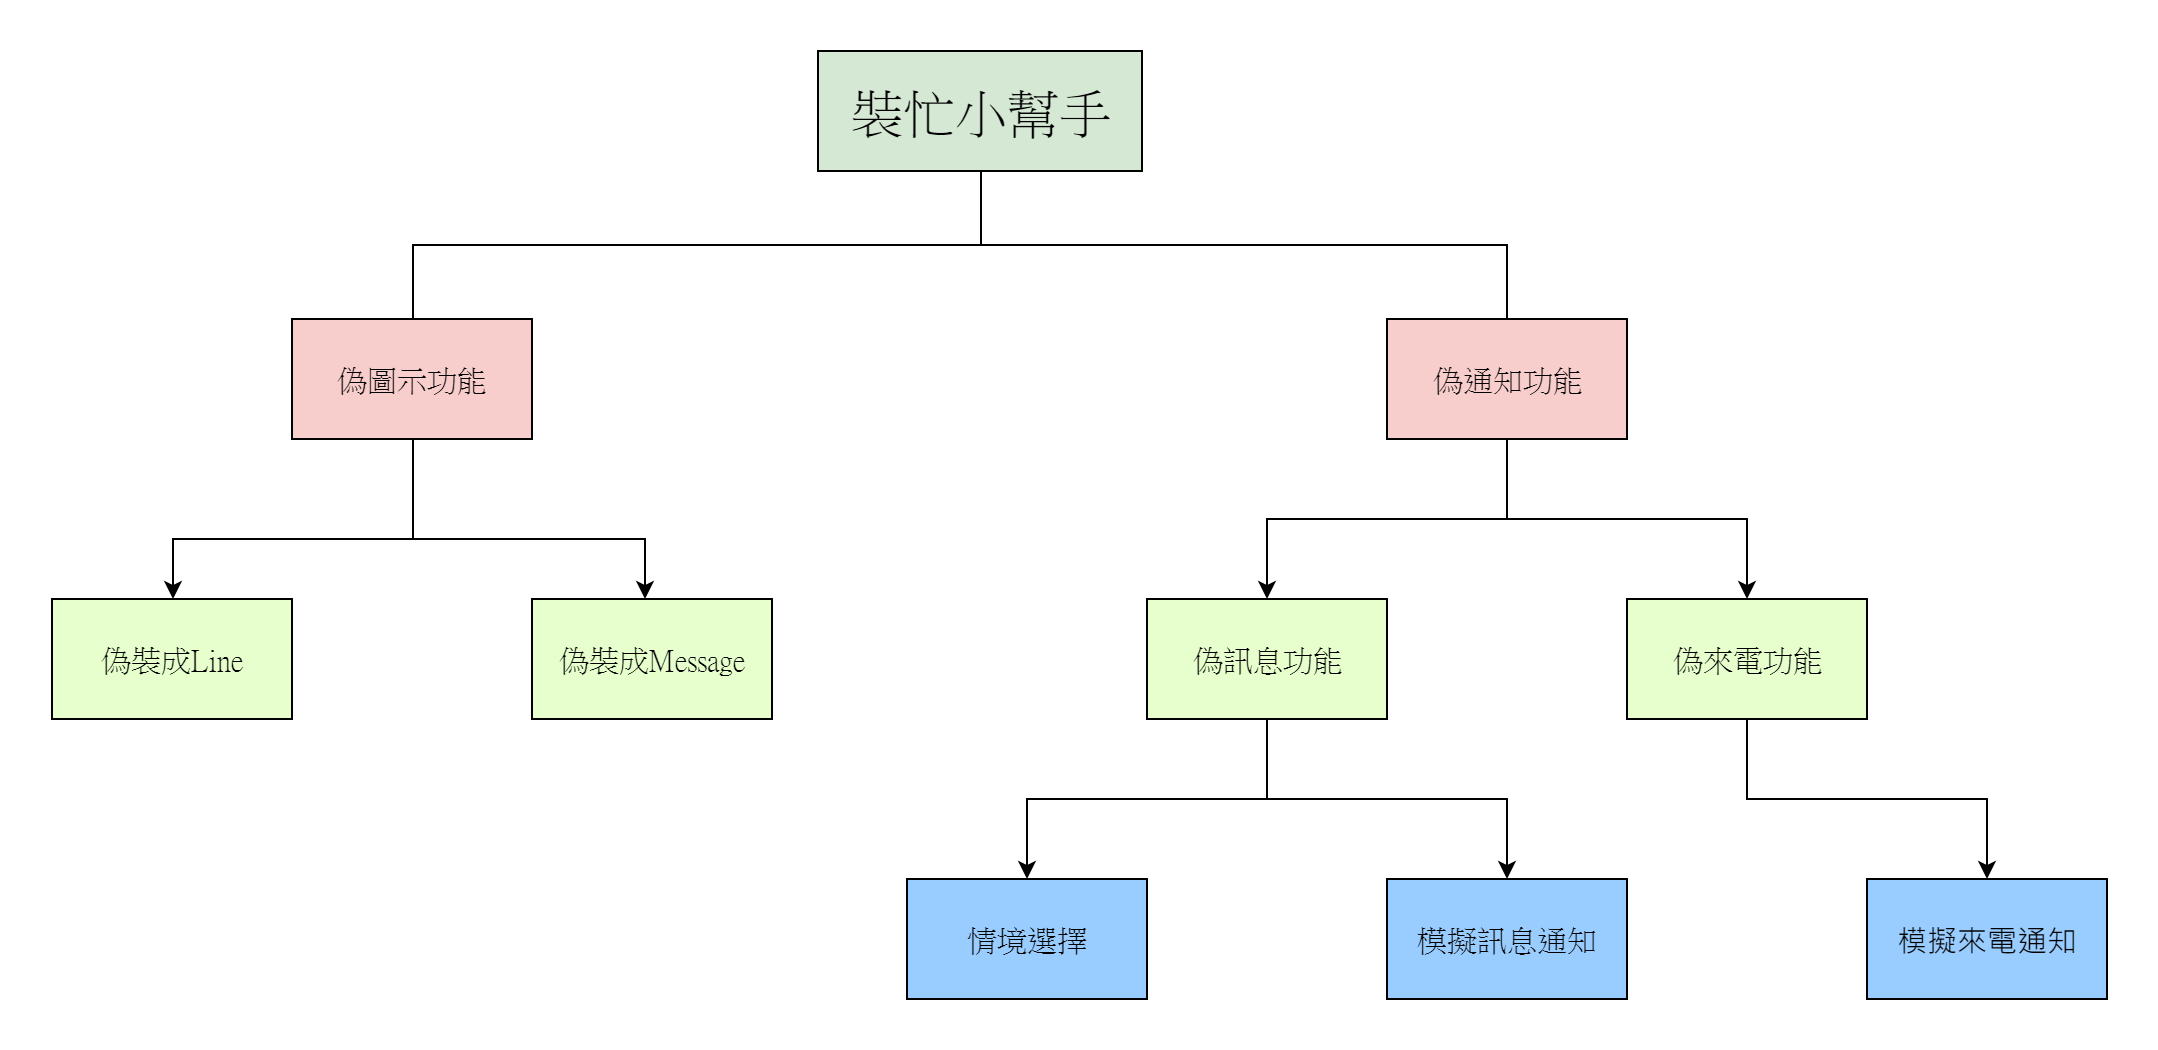 裝忙小幫手
偽圖示功能
偽通知功能
偽裝成Line
偽裝成Message
偽訊息功能
偽來電功能
情境選擇
模擬訊息通知
模擬來電通知